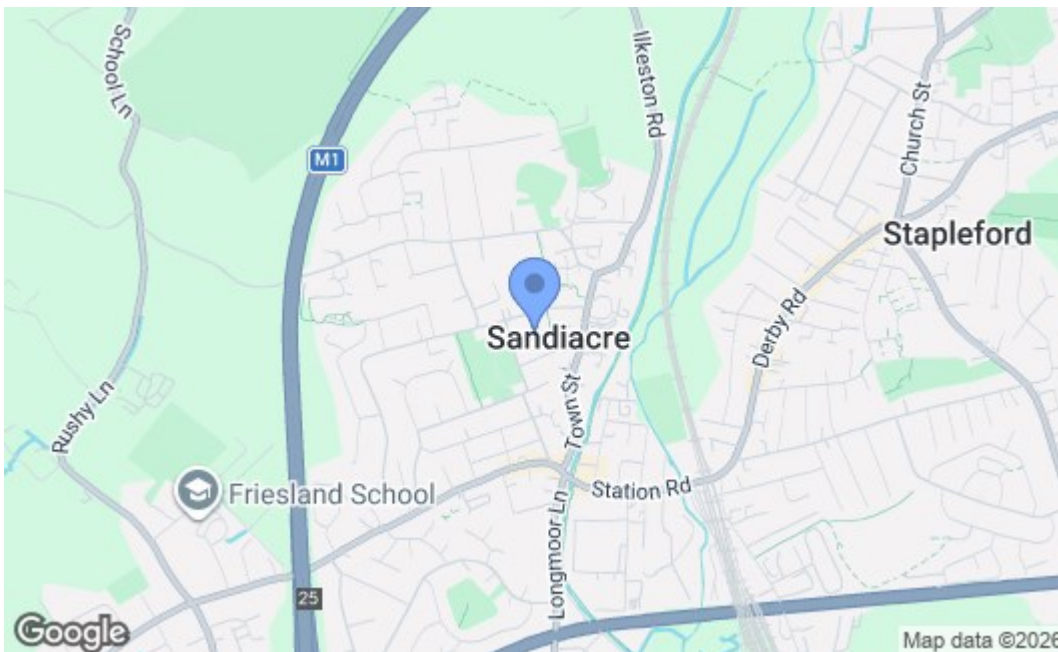 School Ln
Ilkeston Rd
Church St
M1
Stapleford
Derby Rd
Sandiacre
Town St
Rushy Ln
Friesland School
Station Rd
Longmoor Ln
25
Google
Map data ©2026